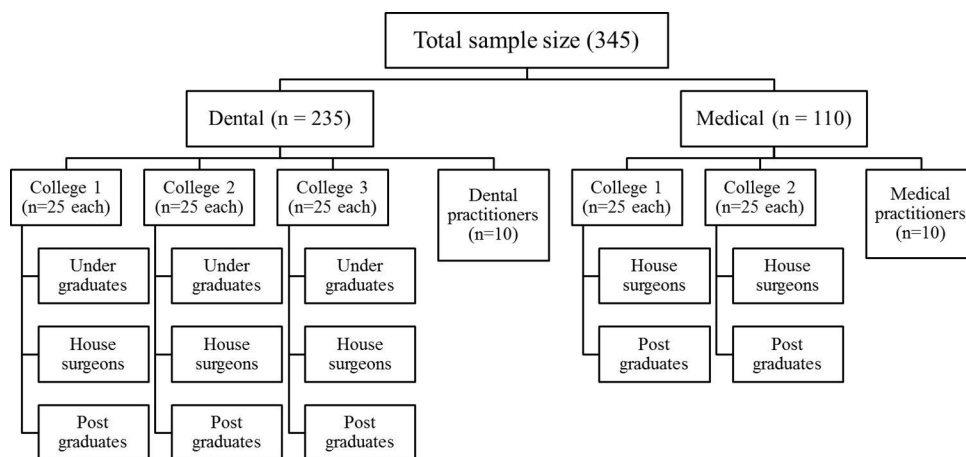 Total sample size (345)
Dental (n = 235)
Medical (n = 110)
College 1
(n=25 each)
College 2
(n=25 each)
College 3
(n=25 each)
Dental
practitioners
(n=10)
College 1
(n=25 each)
College 2
(n=25 each)
Medical
practitioners
(n=10)
Under
graduates
Under
graduates
Under
graduates
House
surgeons
House
surgeons
House
surgeons
House
surgeons
House
surgeons
Post
graduates
Post
graduates
Post
graduates
Post
graduates
Post
graduates